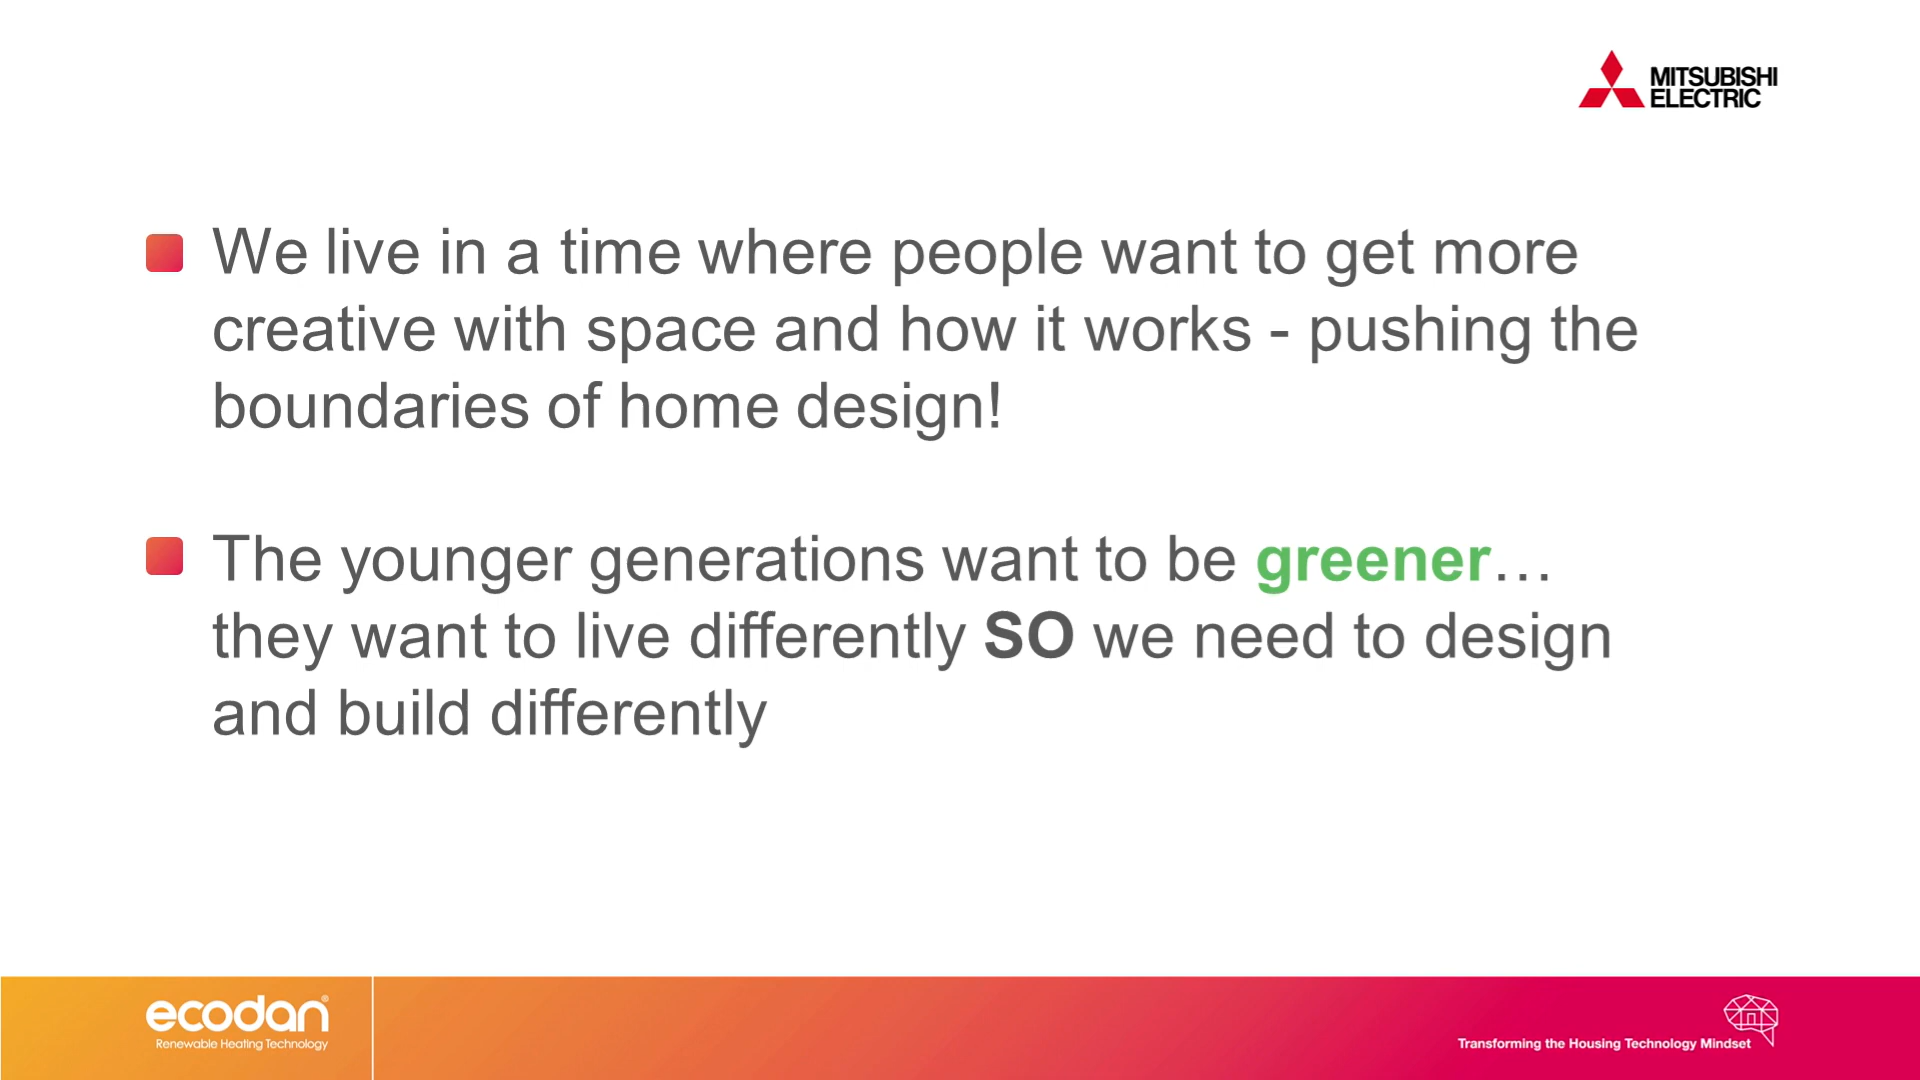 MITSUBISHI
ELECTRIC
We live in a time where people want to get more
creative with space and how it works - pushing the
boundaries of home design!
The younger generations want to be greener…
they want to live differently SO we need to design
and build differently
ecodan®
Renewable Heating Technology
Transforming the Housing Technology Mindset